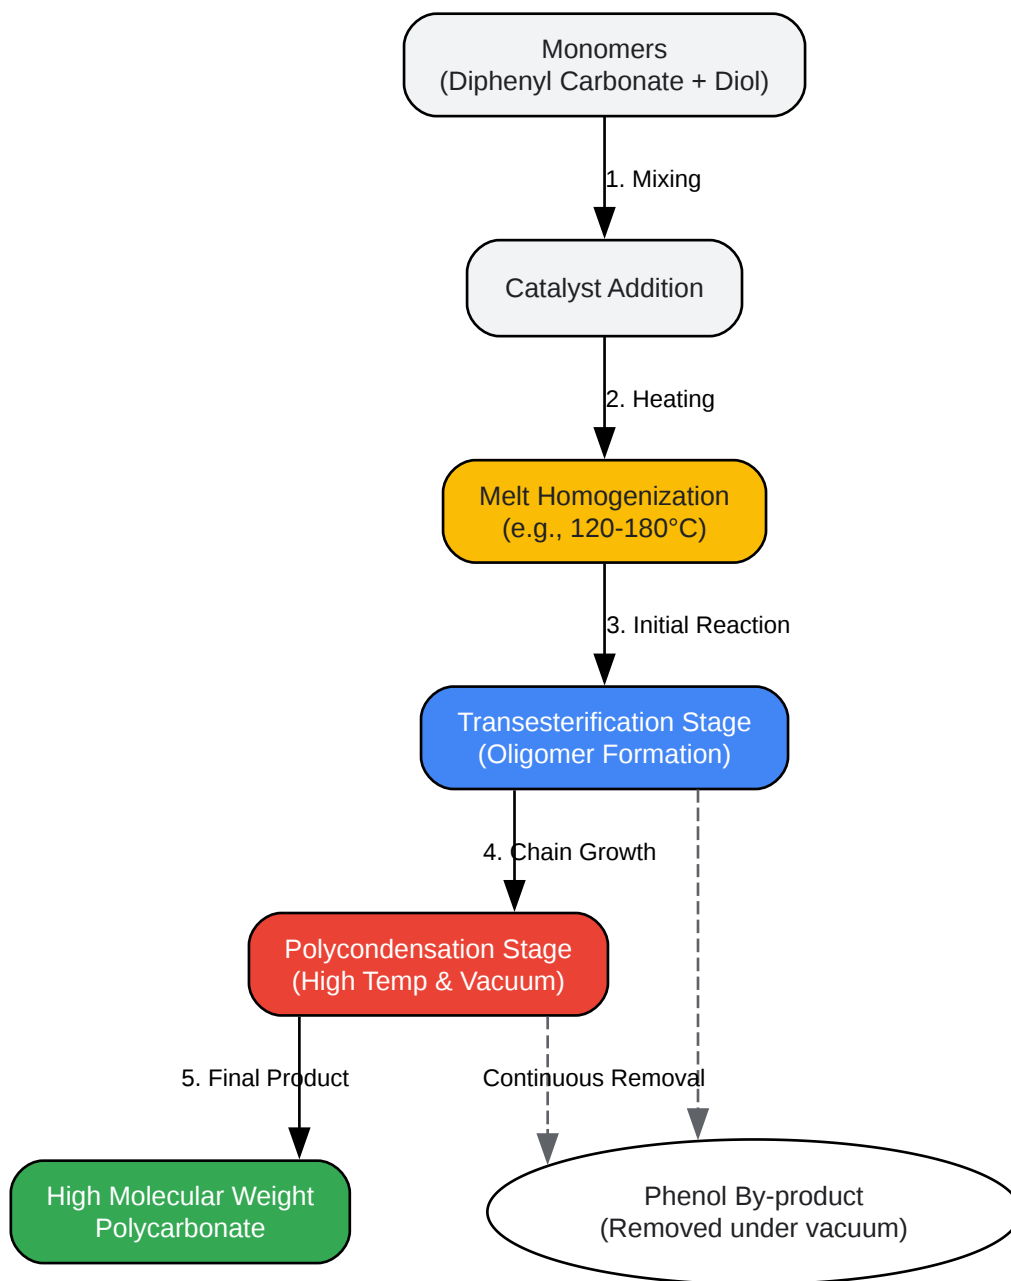 Monomers
(Diphenyl Carbonate + Diol)
1. Mixing
Catalyst Addition
2. Heating
Melt Homogenization
(e.g., 120-180°C)
3. Initial Reaction
Transesterification Stage
(Oligomer Formation)
4. Chain Growth
Polycondensation Stage
(High Temp & Vacuum)
5. Final Product
Continuous Removal
High Molecular Weight
Polycarbonate
Phenol By-product
(Removed under vacuum)